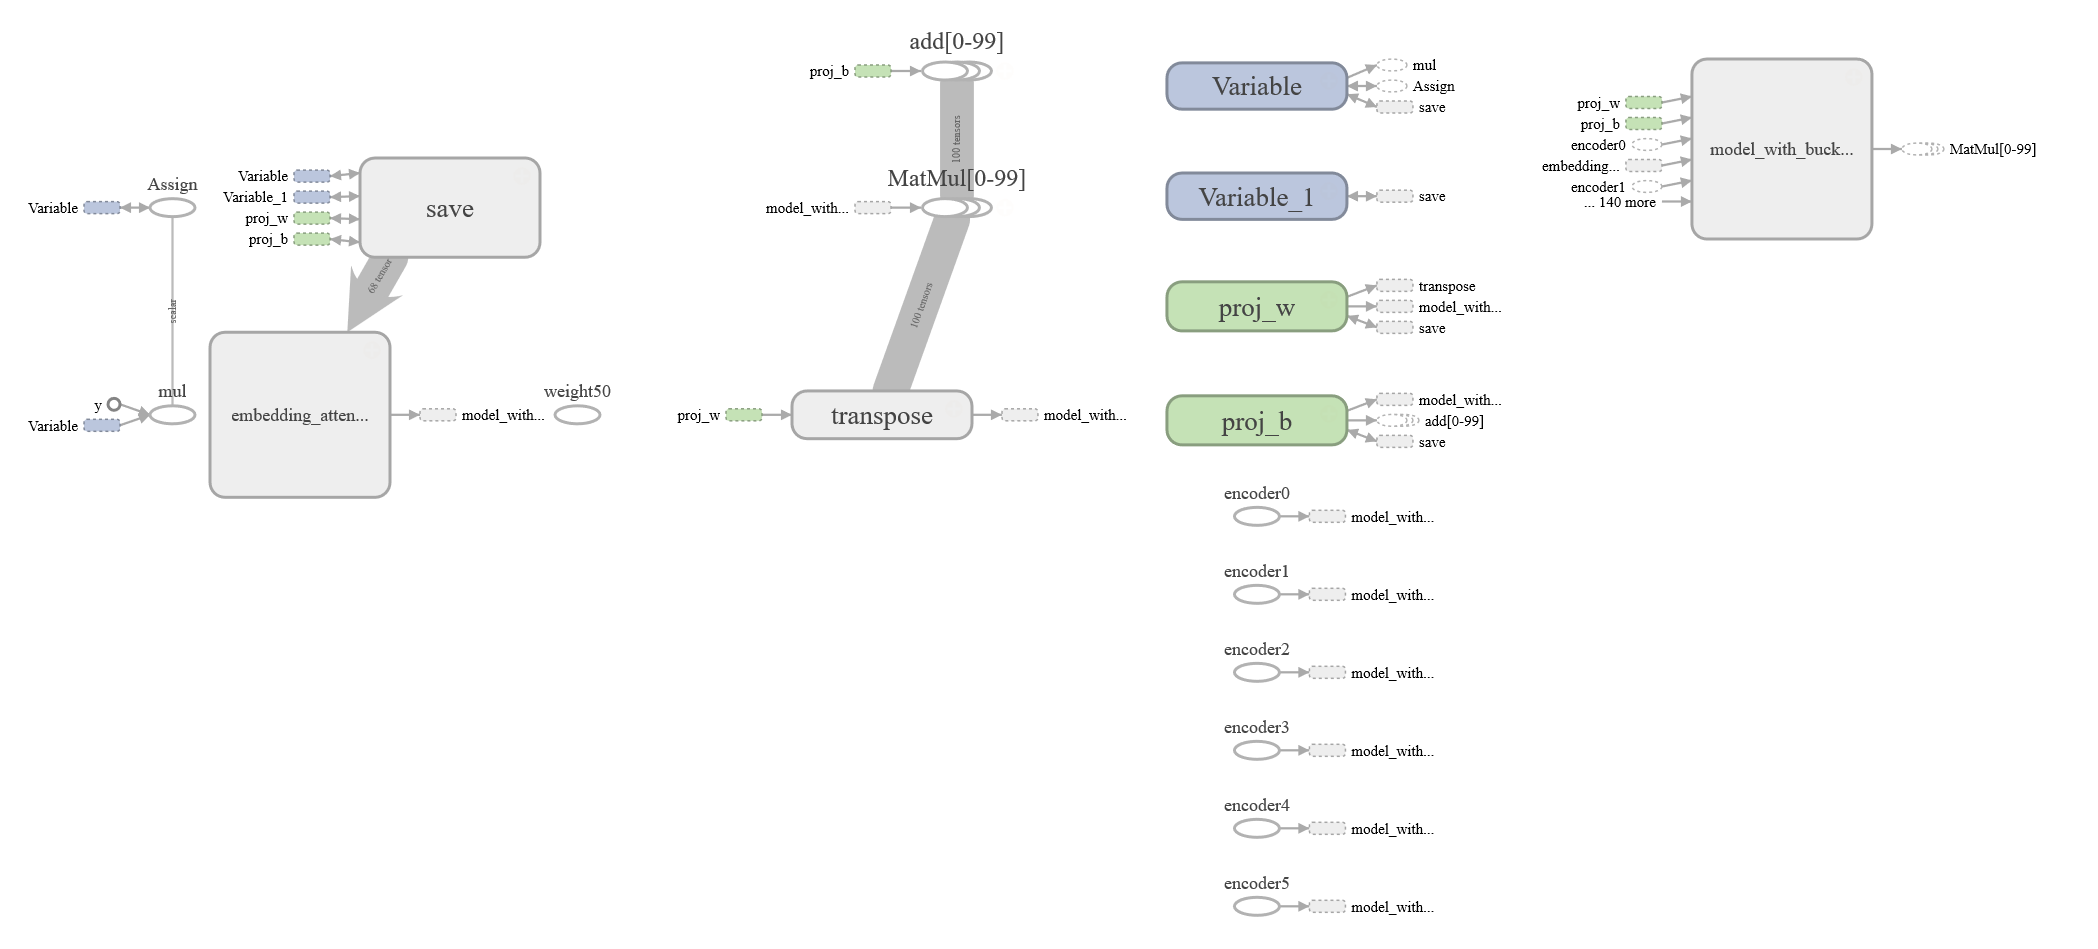 add[0-99]
proj_b
100 tensors
MatMul[0-99]
model_with...
100 tensors
proj_w
transpose
model_with...
Assign
Variable
scalar
mul
y
Variable
Variable
Variable_1
proj_w
proj_b
save
68 tensor
embedding_atten...
model_with...
weight50
Variable
mul
Assign
save
Variable_1
save
proj_w
transpose
model_with...
save
proj_b
model_with...
add[0-99]
save
encoder0
model_with...
encoder1
model_with...
encoder2
model_with...
encoder3
model_with...
encoder4
model_with...
encoder5
model_with...
proj_w
proj_b
encoder0
embedding...
encoder1
... 140 more
model_with_buck...
MatMul[0-99]